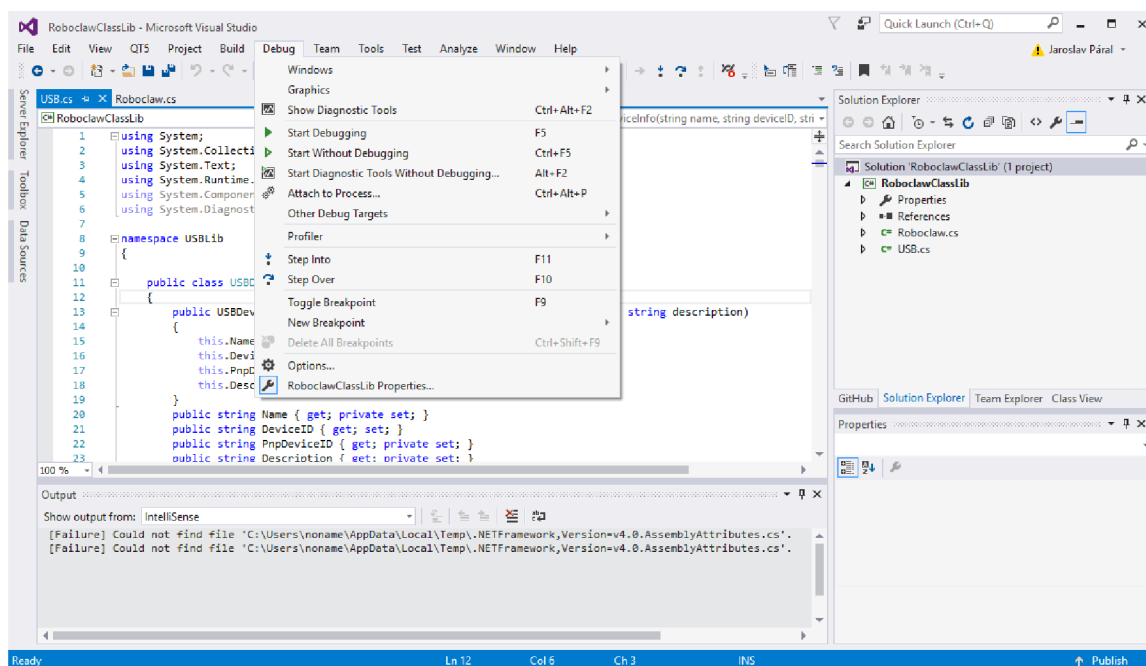 RoboclawClassLib - Microsoft Visual Studio
Quick Launch (Ctrl+Q)
File Edit View QT5 Project Build Debug Team Tools Test Analyze Window Help
Jaroslav Páral
Server Explorer
Toolbox
Data Sources
USB.cs
Roboclaw.cs
RoboclawClassLib
viceInfo(string name, string deviceID, stri
Windows
Graphics
Show Diagnostic Tools Ctrl+Alt+F2
Start Debugging F5
Start Without Debugging Ctrl+F5
Start Diagnostic Tools Without Debugging... Alt+F2
Attach to Process... Ctrl+Alt+P
Other Debug Targets
Profiler
Step Into F11
Step Over F10
Toggle Breakpoint F9
New Breakpoint
Delete All Breakpoints Ctrl+Shift+F9
Options...
RoboclawClassLib Properties...
1 using System;
2 using System.Collecti
3 using System.Text;
4 using System.Runtime.
5 using System.Componer
6 using System.Diagnost
7
8 namespace USBLib
9 {
10
11 public class USBD
12 {
13 public USBDev string description)
14 {
15 this.Name
16 this.Devi
17 this.PnpD
18 this.Desc
19 }
20 public string Name { get; private set; }
21 public string DeviceID { get; set; }
22 public string PnpDeviceID { get; private set; }
23 public string Description { get; private set; }
100 %
Output
Show output from: IntelliSense
[Failure] Could not find file 'C:\Users\noname\AppData\Local\Temp\.NETFramework,Version=v4.0.AssemblyAttributes.cs'.
[Failure] Could not find file 'C:\Users\noname\AppData\Local\Temp\.NETFramework,Version=v4.0.AssemblyAttributes.cs'.
Solution Explorer
Search Solution Explorer
Solution 'RoboclawClassLib' (1 project)
C# RoboclawClassLib
Properties
References
C# Roboclaw.cs
C# USB.cs
GitHub Solution Explorer Team Explorer Class View
Properties
Ready Ln 12 Col 6 Ch 3 INS Publish